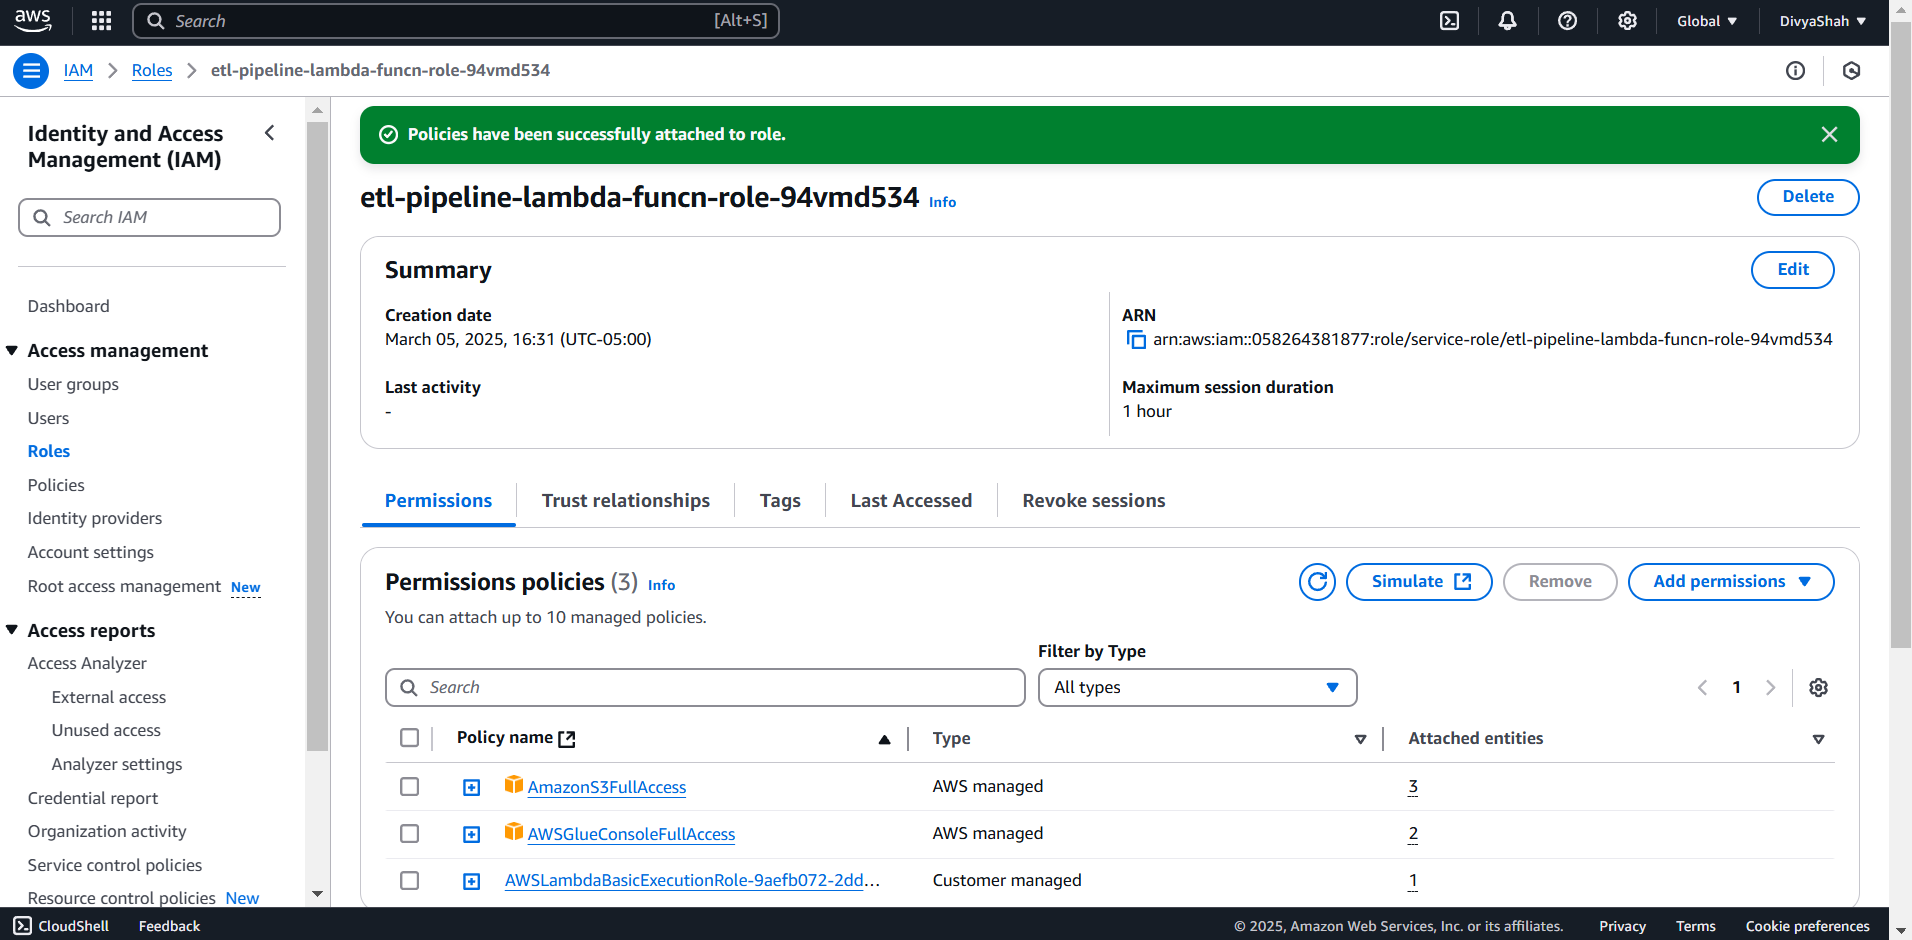 aws
Search [Alt+S]
Global
DivyaShah
IAM
Roles
etl-pipeline-lambda-funcn-role-94vmd534
Identity and Access
Management (IAM)
Search IAM
Dashboard
Access management
User groups
Users
Roles
Policies
Identity providers
Account settings
Root access management New
Access reports
Access Analyzer
External access
Unused access
Analyzer settings
Credential report
Organization activity
Service control policies
Resource control policies New
Policies have been successfully attached to role.
etl-pipeline-lambda-funcn-role-94vmd534 Info
Delete
Summary
Edit
Creation date
March 05, 2025, 16:31 (UTC-05:00)
ARN
arn:aws:iam::058264381877:role/service-role/etl-pipeline-lambda-funcn-role-94vmd534
Last activity
-
Maximum session duration
1 hour
Permissions
Trust relationships
Tags
Last Accessed
Revoke sessions
Permissions policies (3) Info
You can attach up to 10 managed policies.
Simulate
Remove
Add permissions
Filter by Type
Search
All types
1
Policy name
Type
Attached entities
AmazonS3FullAccess
AWS managed
3
AWSGlueConsoleFullAccess
AWS managed
2
AWSLambdaBasicExecutionRole-9aefb072-2dd...
Customer managed
1
CloudShell
Feedback
© 2025, Amazon Web Services, Inc. or its affiliates.
Privacy
Terms
Cookie preferences